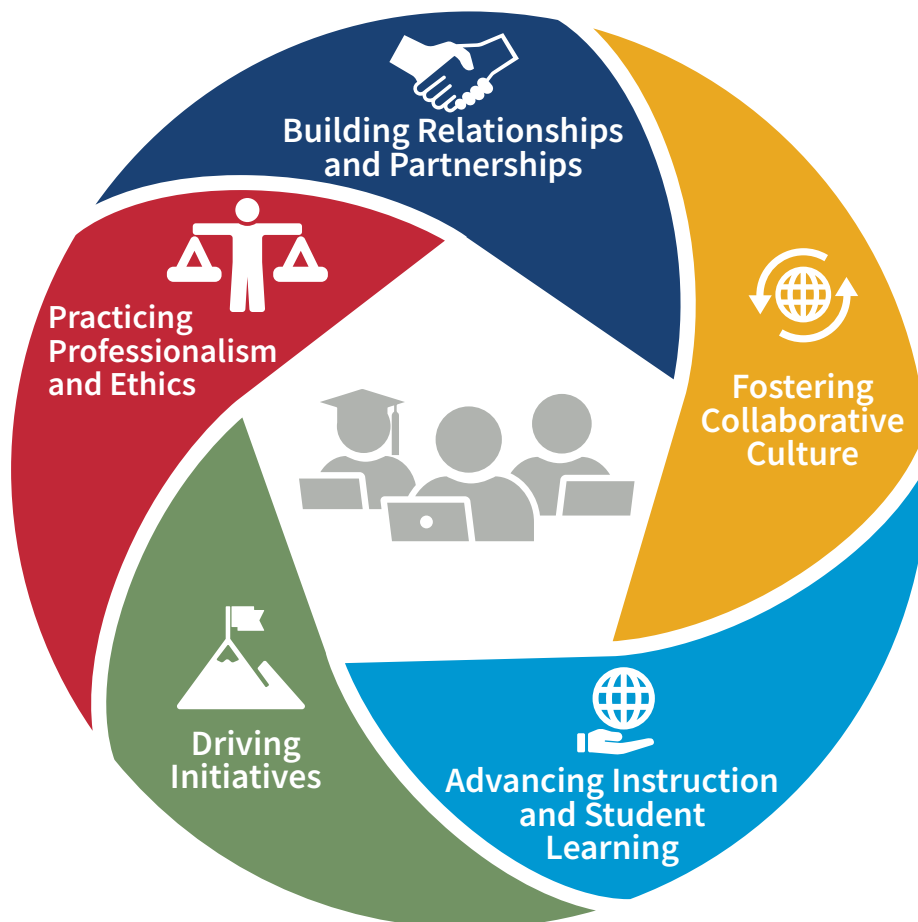 Building Relationships
and Partnerships
Fostering
Collaborative
Culture
Advancing Instruction
and Student
Learning
Driving
Initiatives
Practicing
Professionalism
and Ethics